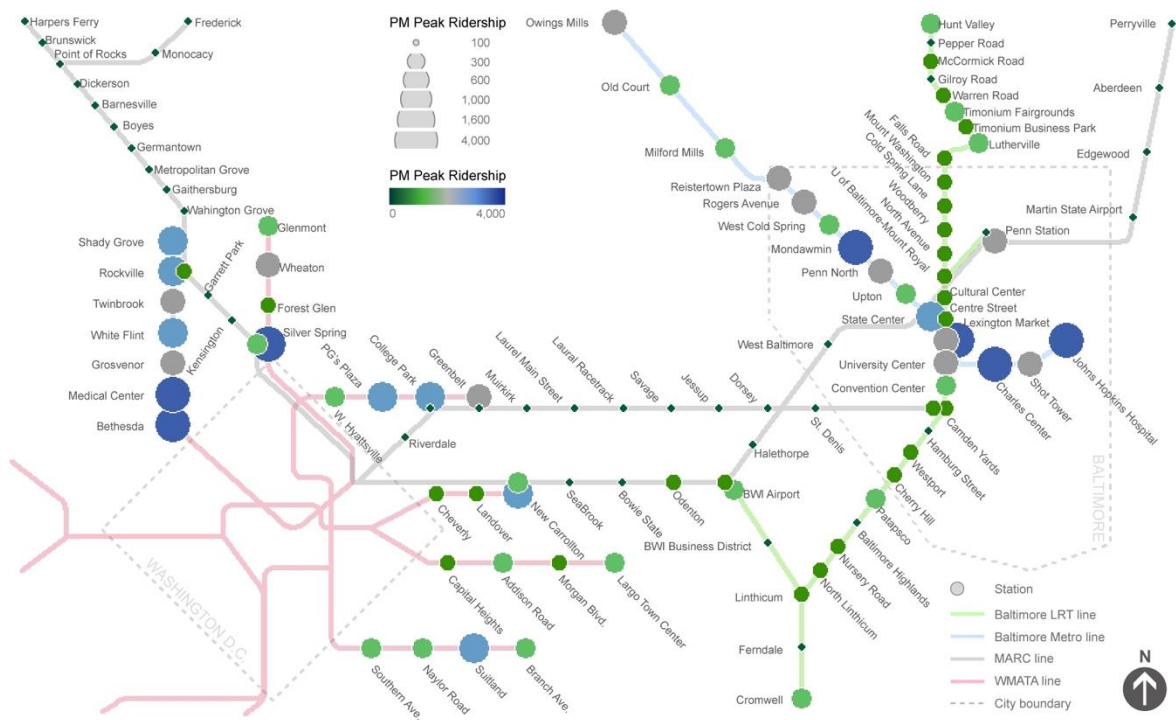 Harpers Ferry
Brunswick
Point of Rocks
Frederick
Monocacy
Dickerson
Barnesville
Boyes
Germantown
Metropolitan Grove
Gaithersburg
Wahington Grove
Shady Grove
Rockville
Twinbrook
White Flint
Grosvenor
Medical Center
Bethesda
Garrett Park
Kensington
Glenmont
Wheaton
Forest Glen
Silver Spring
PM Peak Ridership
100
300
600
1,000
1,600
4,000
PM Peak Ridership
0
4,000
Owings Mills
Old Court
Milford Mills
Reistertown Plaza
Rogers Avenue
West Cold Spring
Mondawmin
Penn North
Upton
State Center
Hunt Valley
Pepper Road
McCormick Road
Gilroy Road
Warren Road
Timonium Fairgrounds
Timonium Business Park
Lutherville
Falls Road
Mount Washington
Cold Spring Lane
Woodberry
North Avenue
U of Baltimore-Mount Royal
Cultural Center
Centre Street
Lexington Market
University Center
Convention Center
Perryville
Aberdeen
Edgewood
Martin State Airport
Penn Station
West Baltimore
Charles Center
Shot Tower
Johns Hopkins Hospital
PG's Plaza
College Park
Greenbelt
Muirkirk
Laurel Main Street
Laural Racetrack
Savage
Jessup
Dorsey
St. Denis
Camden Yards
W. Hyattsville
Riverdale
Halethorpe
Hamburg Street
Westport
Cherry Hill
Patapsco
Baltimore Highlands
Nursery Road
North Linthicum
Cheverly
Landover
New Carrollton
SeaBrook
Bowie State
Odenton
BWI Airport
BWI Business District
Linthicum
Ferndale
Cromwell
Capital Heights
Addison Road
Morgan Blvd.
Largo Town Center
Southern Ave.
Naylor Road
Suitland
Branch Ave.
WASHINGTON D.C.
BALTIMORE
Station
Baltimore LRT line
Baltimore Metro line
MARC line
WMATA line
City boundary
N